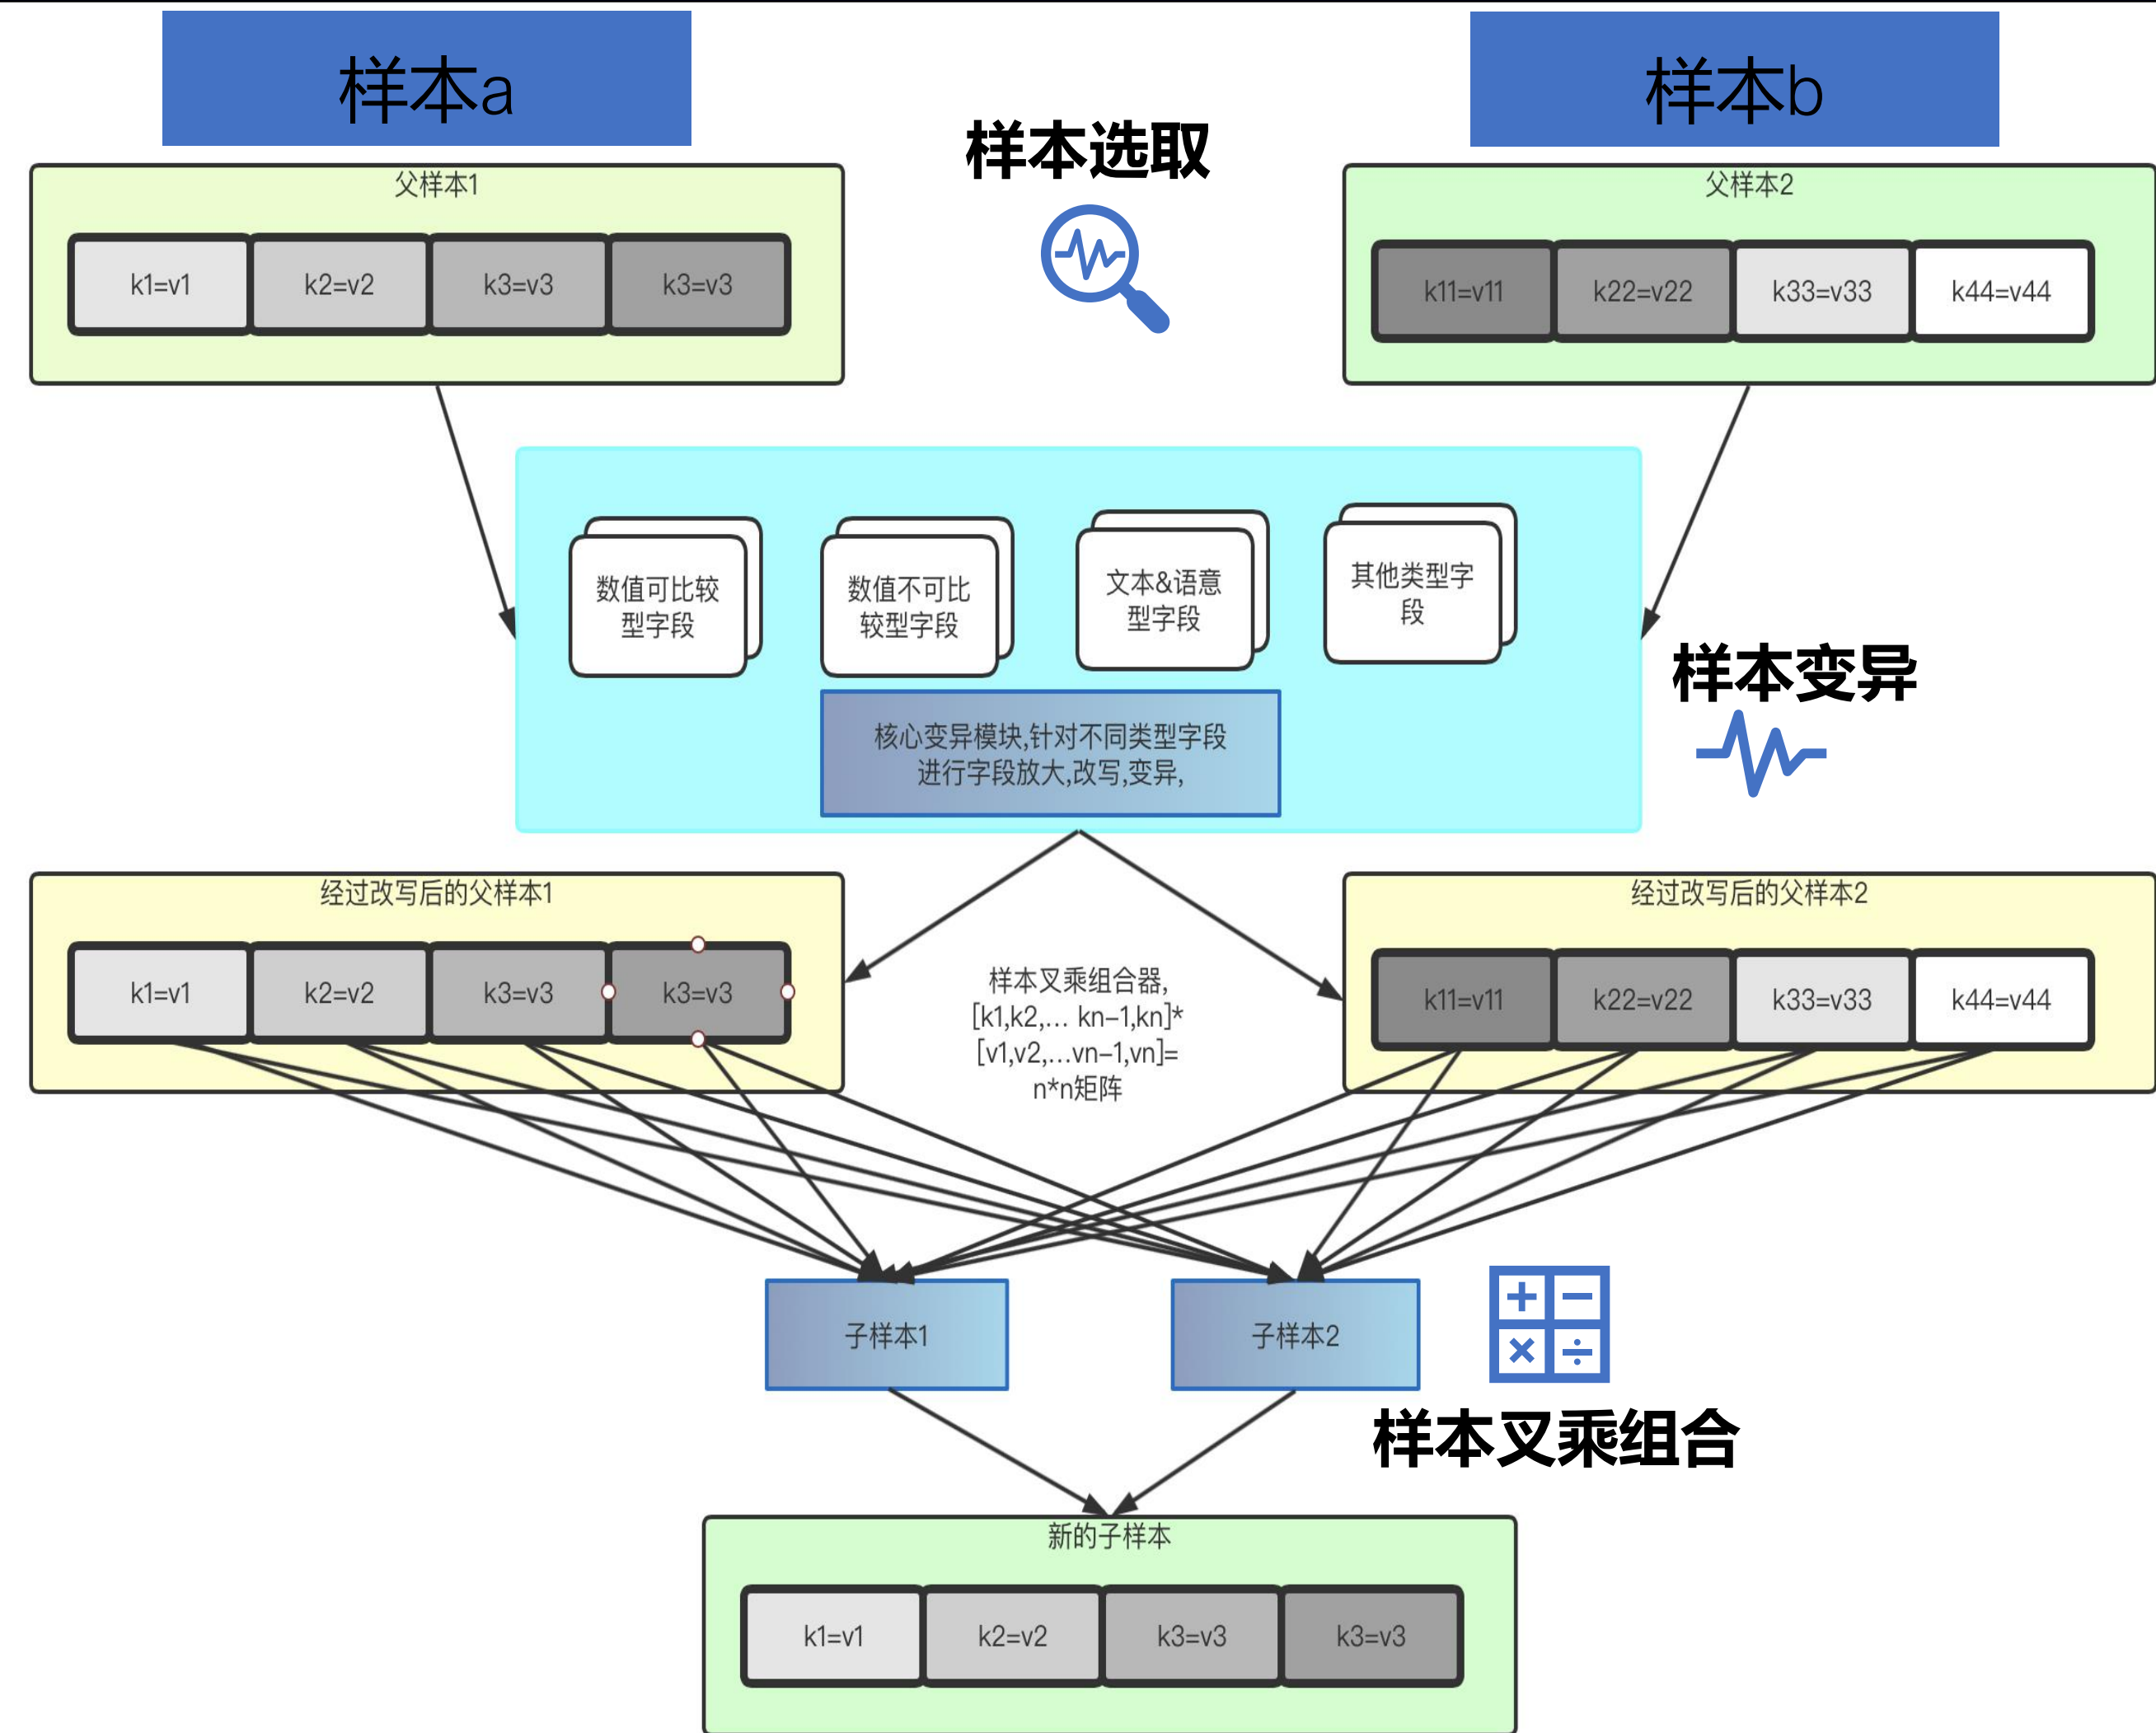 样本a
样本b
样本选取
父样本1
k1=v1
k2=v2
k3=v3
k3=v3
父样本2
k11=v11
k22=v22
k33=v33
k44=v44
数值可比较
型字段
数值不可比
较型字段
文本&语意
型字段
其他类型字
段
核心变异模块,针对不同类型字段
进行字段放大,改写,变异,
样本变异
经过改写后的父样本1
k1=v1
k2=v2
k3=v3
k3=v3
样本叉乘组合器,
[k1,k2,... kn-1,kn]*
[v1,v2,...vn-1,vn]=
n*n矩阵
经过改写后的父样本2
k11=v11
k22=v22
k33=v33
k44=v44
子样本1
子样本2
样本叉乘组合
新的子样本
k1=v1
k2=v2
k3=v3
k3=v3